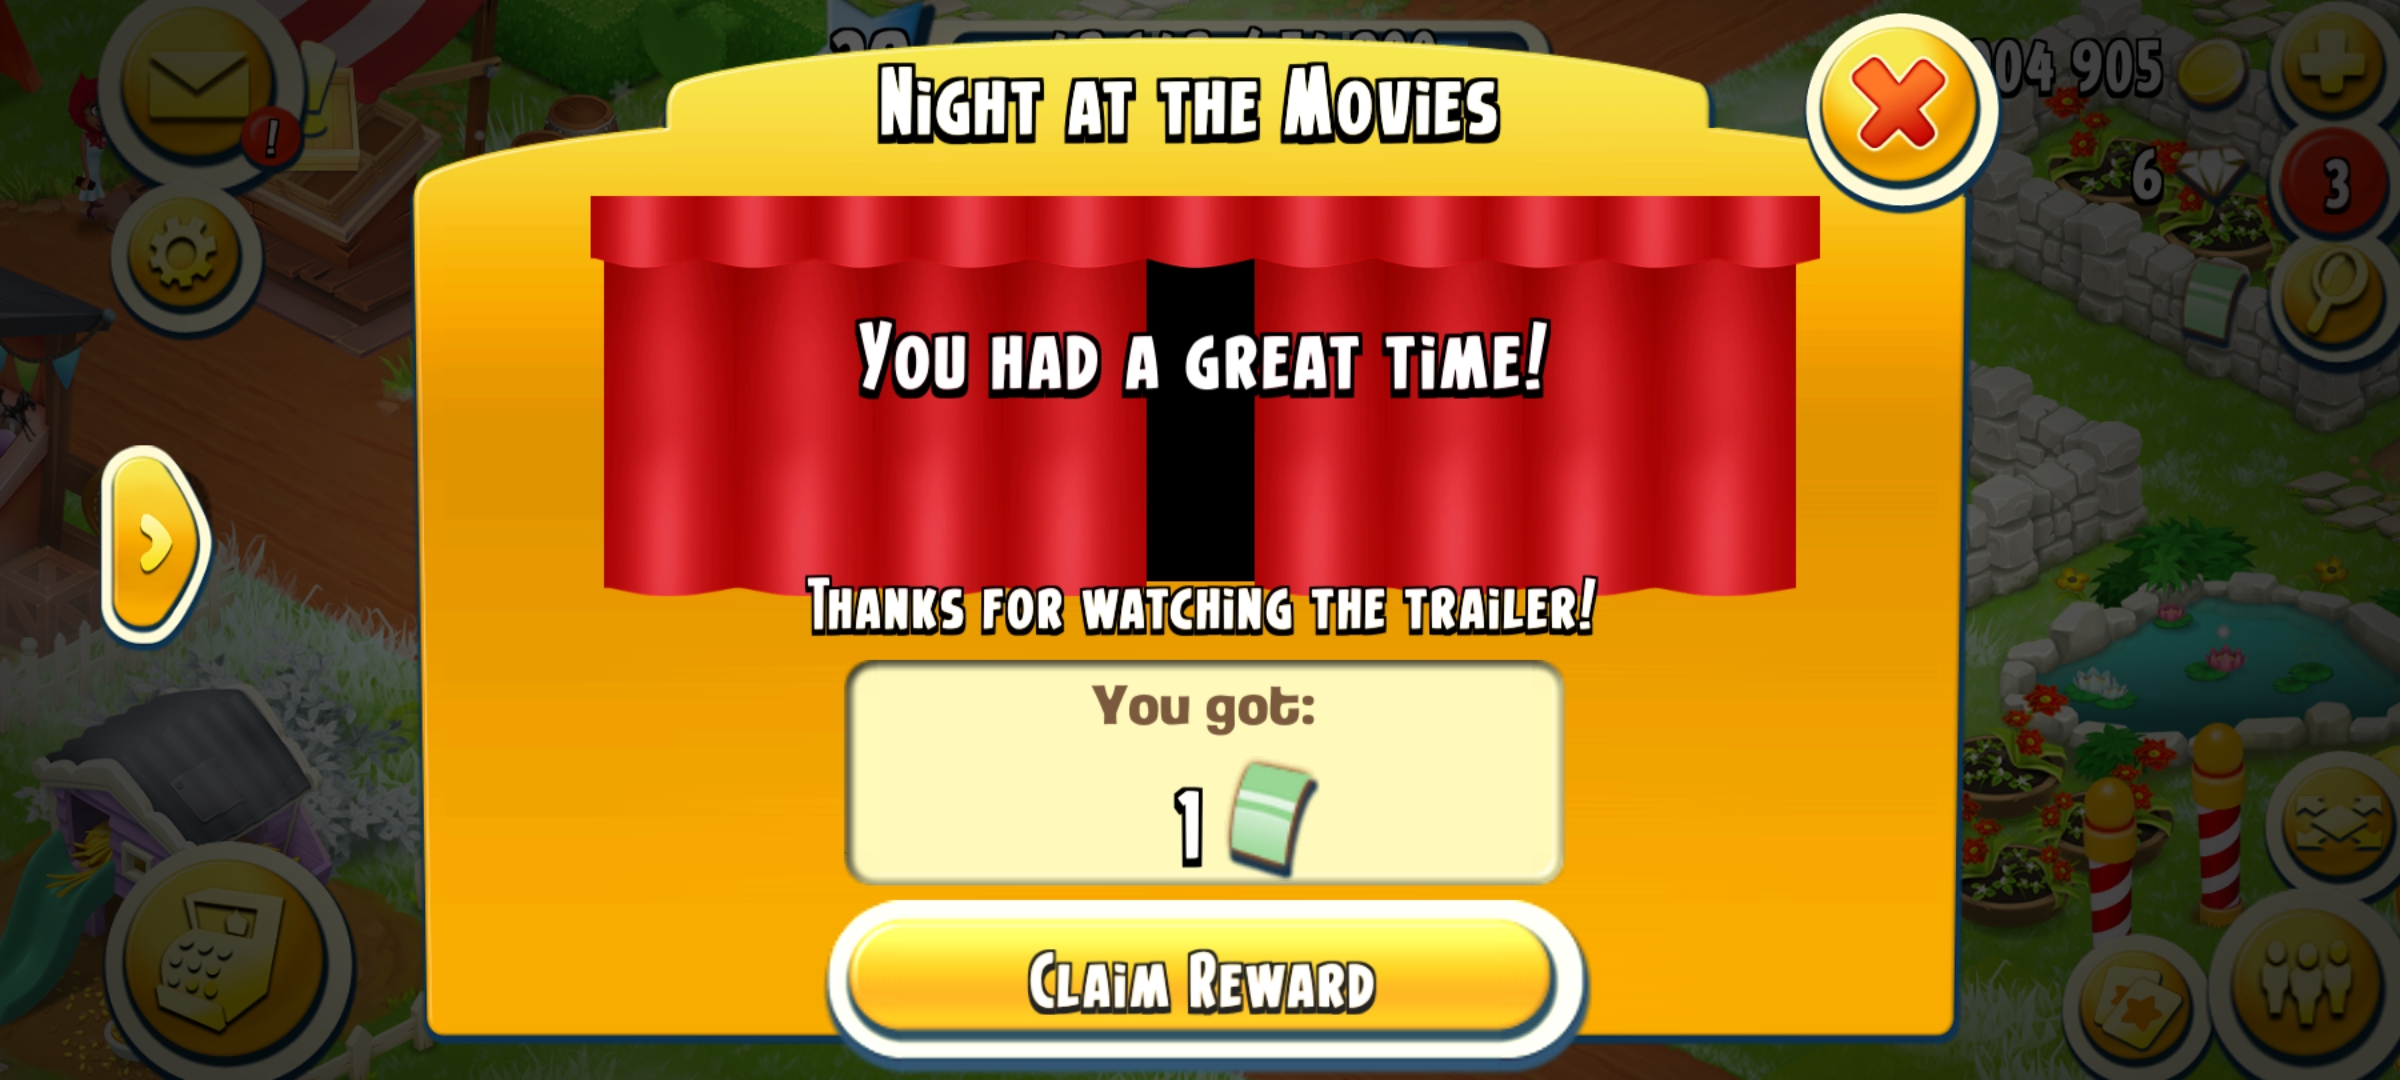 Night at the Movies
04 905
!
6
3
You had a great time!
Thanks for watching the trailer!
You got:
1
Claim Reward